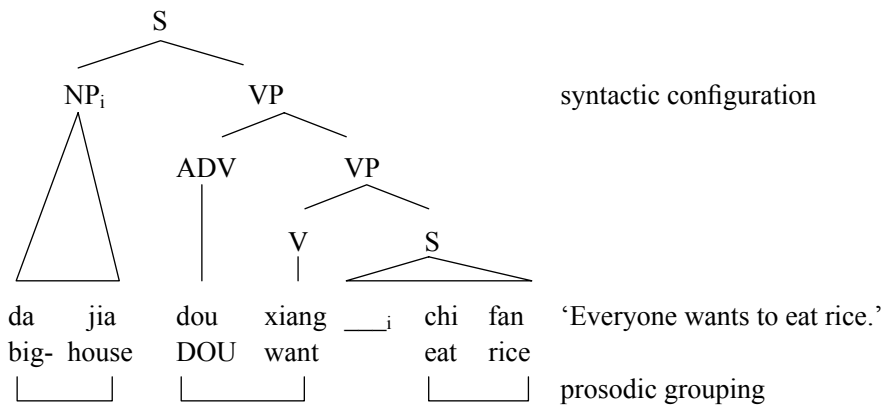 S
NPᵢ VP syntactic configuration
ADV VP
V S
da jia dou xiang ___ᵢ chi fan ‘Everyone wants to eat rice.’
big- house DOU want eat rice
prosodic grouping